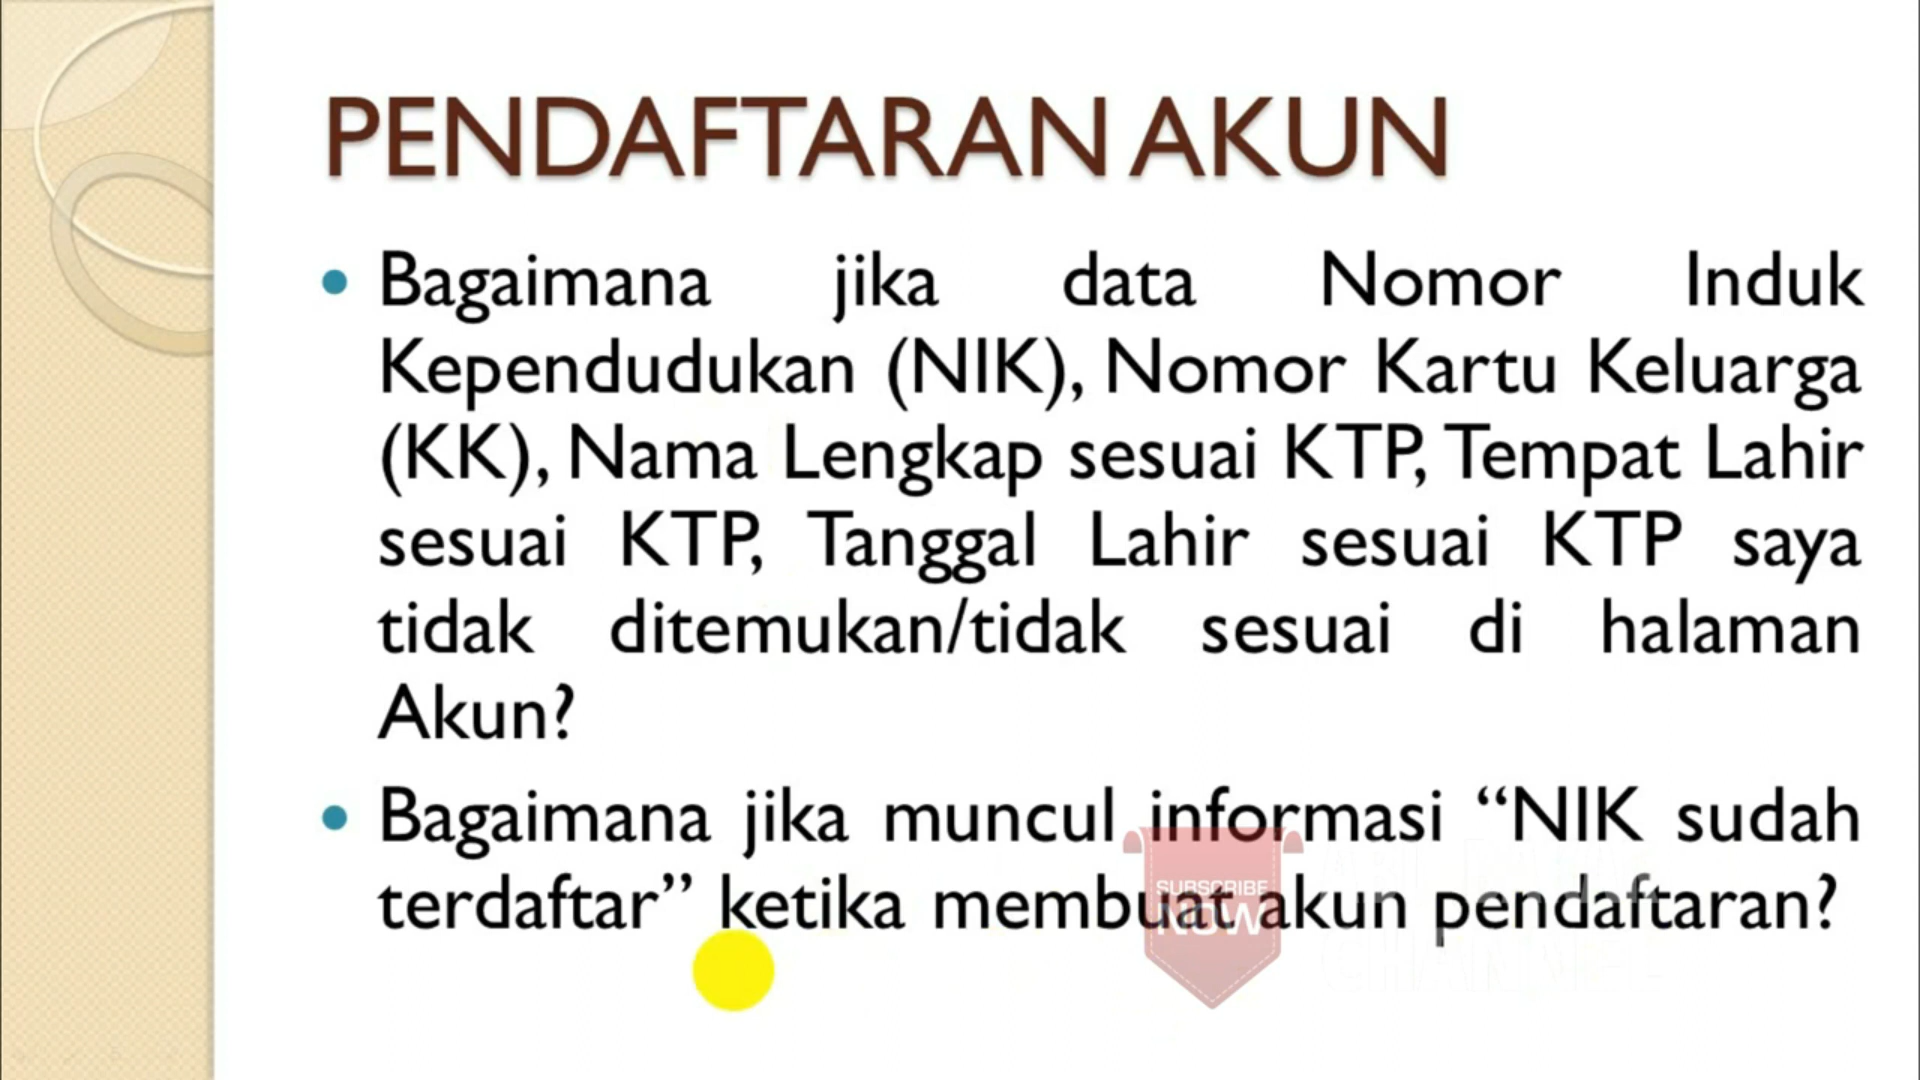 PENDAFTARAN AKUN
Bagaimana jika data Nomor Induk
Kependudukan (NIK), Nomor Kartu Keluarga
(KK), Nama Lengkap sesuai KTP, Tempat Lahir
sesuai KTP, Tanggal Lahir sesuai KTP saya
tidak ditemukan/tidak sesuai di halaman
Akun?
Bagaimana jika muncul informasi “NIK sudah
terdaftar” ketika membuat akun pendaftaran?
SUBSCRIBE
NOW
CHANNEL